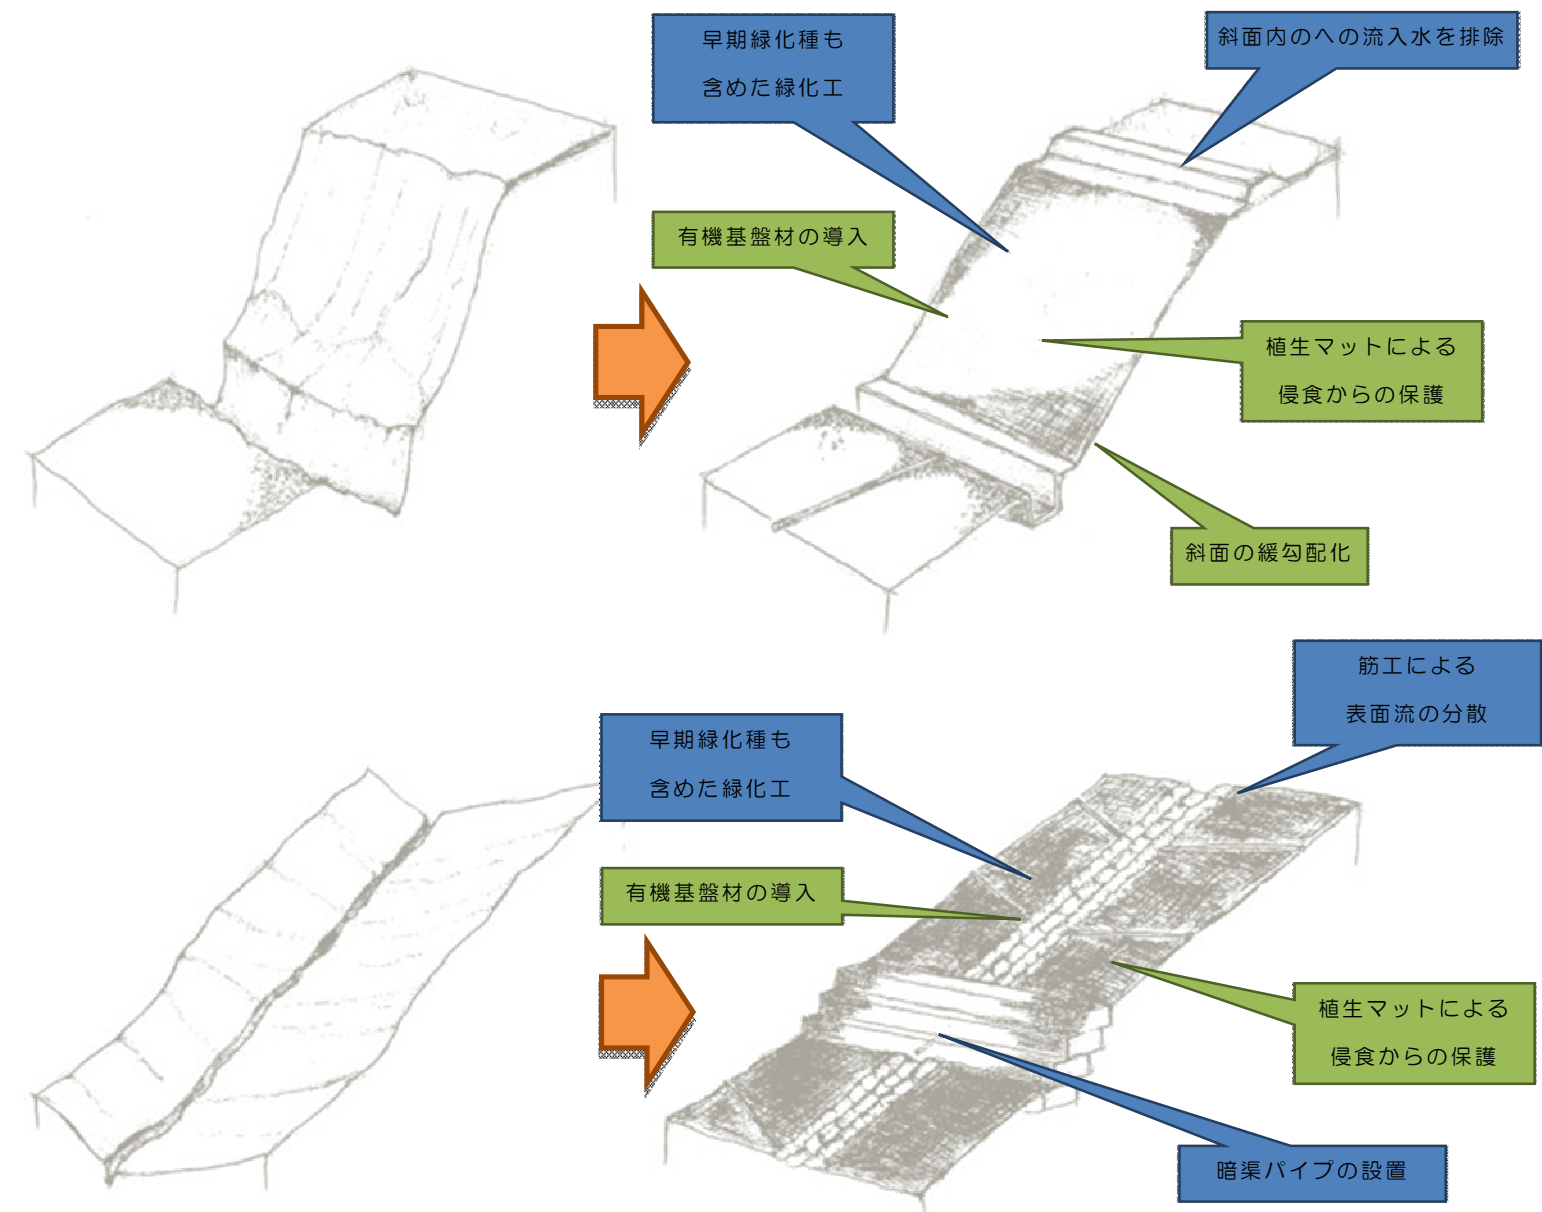 早期緑化種も
含めた緑化工
斜面内のへの流入水を排除
有機基盤材の導入
植生マットによる
侵食からの保護
斜面の緩勾配化
筋工による
表面流の分散
早期緑化種も
含めた緑化工
有機基盤材の導入
植生マットによる
侵食からの保護
暗渠パイプの設置